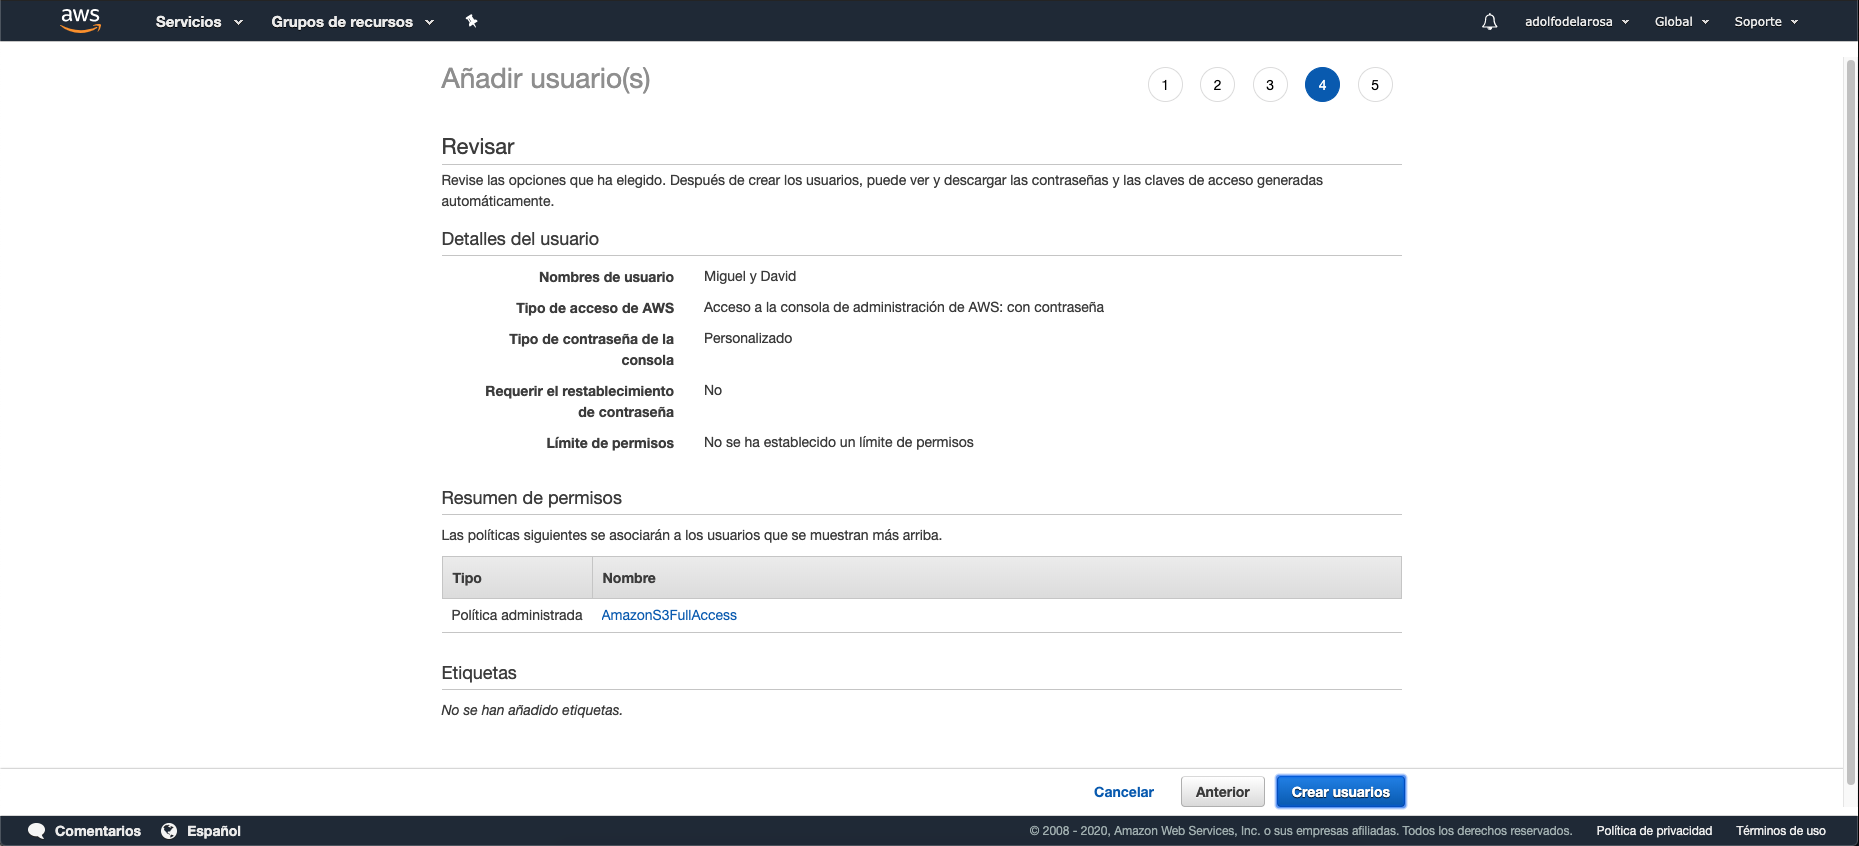 aws Servicios Grupos de recursos adolfodelarosa Global Soporte
Añadir usuario(s) 1 2 3 4 5
Revisar
Revise las opciones que ha elegido. Después de crear los usuarios, puede ver y descargar las contraseñas y las claves de acceso generadas
automáticamente.
Detalles del usuario
Nombres de usuario Miguel y David
Tipo de acceso de AWS Acceso a la consola de administración de AWS: con contraseña
Tipo de contraseña de la Personalizado
consola
Requerir el restablecimiento No
de contraseña
Límite de permisos No se ha establecido un límite de permisos
Resumen de permisos
Las políticas siguientes se asociarán a los usuarios que se muestran más arriba.
Tipo Nombre
Política administrada AmazonS3FullAccess
Etiquetas
No se han añadido etiquetas.
Cancelar Anterior Crear usuarios
Comentarios Español © 2008 - 2020, Amazon Web Services, Inc. o sus empresas afiliadas. Todos los derechos reservados. Política de privacidad Términos de uso